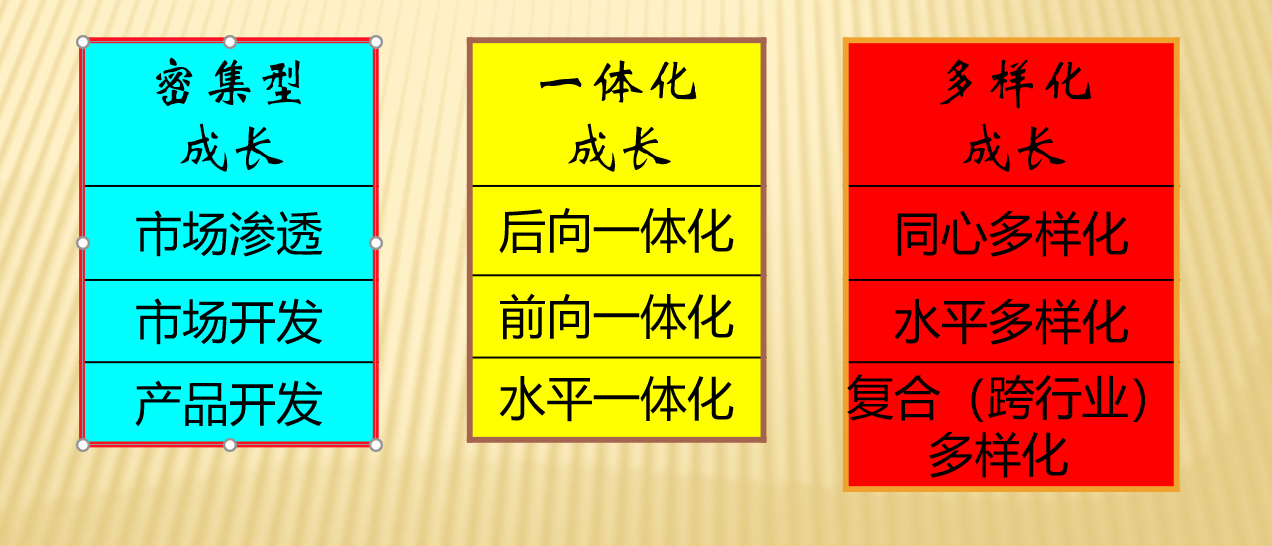 密集型
成长
市场渗透
市场开发
产品开发
一体化
成长
后向一体化
前向一体化
水平一体化
多样化
成长
同心多样化
水平多样化
复合（跨行业）
多样化